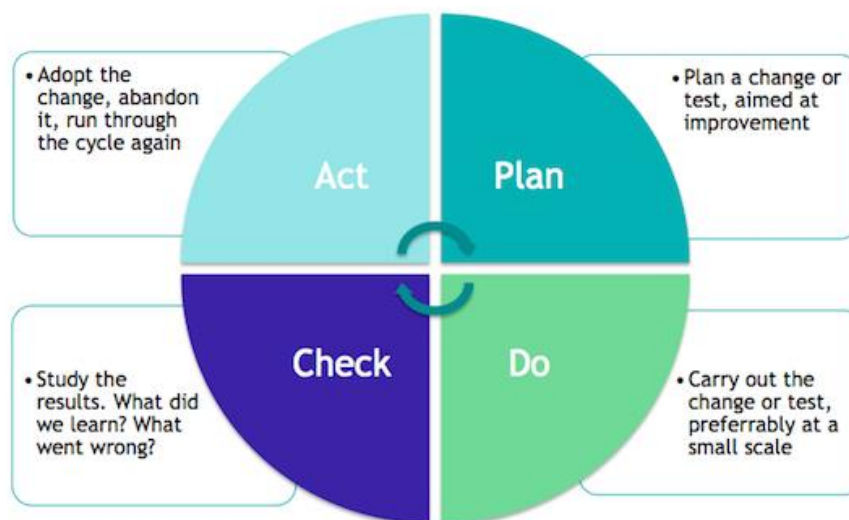 • Adopt the
change, abandon
it, run through
the cycle again
Act
Plan
• Plan a change or
test, aimed at
improvement
• Study the
results. What did
we learn? What
went wrong?
Check
Do
• Carry out the
change or test,
preferrably at a
small scale